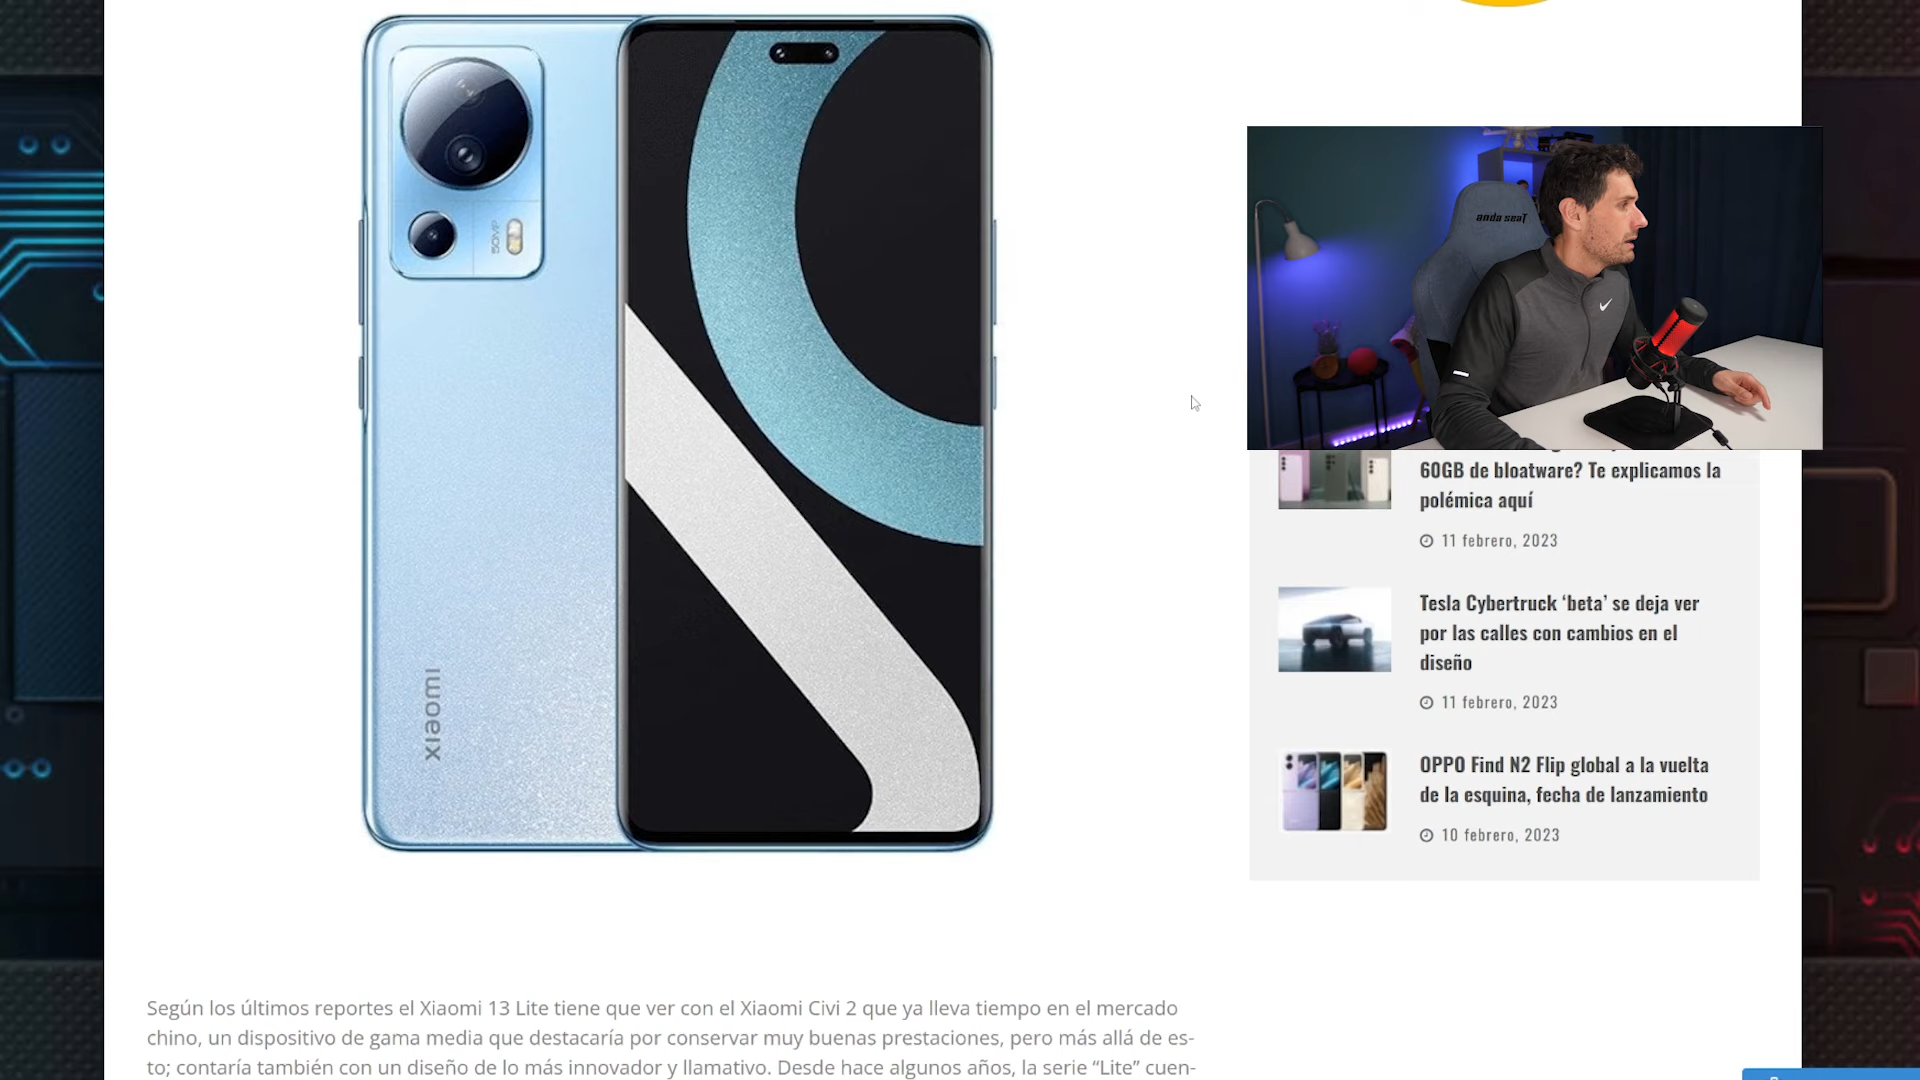 50MP
xiaomi
anda seaT
60GB de bloatware? Te explicamos la
polémica aquí
11 febrero, 2023
Tesla Cybertruck ‘beta’ se deja ver
por las calles con cambios en el
diseño
11 febrero, 2023
OPPO Find N2 Flip global a la vuelta
de la esquina, fecha de lanzamiento
10 febrero, 2023
Según los últimos reportes el Xiaomi 13 Lite tiene que ver con el Xiaomi Civi 2 que ya lleva tiempo en el mercado
chino, un dispositivo de gama media que destacaría por conservar muy buenas prestaciones, pero más allá de es-
to; contaría también con un diseño de lo más innovador y llamativo. Desde hace algunos años, la serie “Lite” cuen-